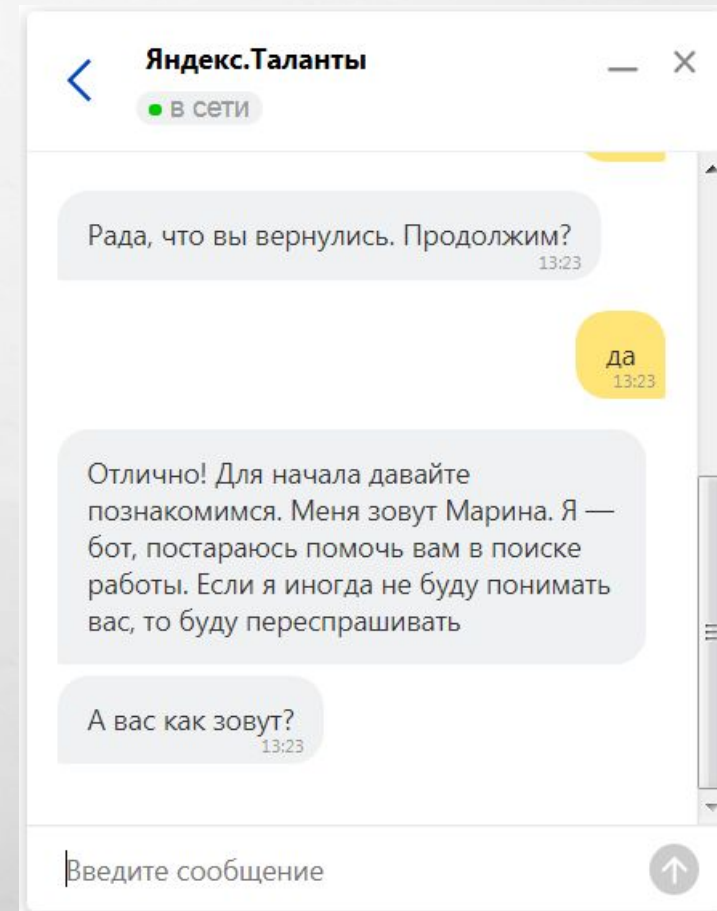 Яндекс.Таланты
в сети
Рада, что вы вернулись. Продолжим?
13:23
да
13:23
Отлично! Для начала давайте
познакомимся. Меня зовут Марина. Я —
бот, постараюсь помочь вам в поиске
работы. Если я иногда не буду понимать
вас, то буду переспрашивать
А вас как зовут?
13:23
Введите сообщение